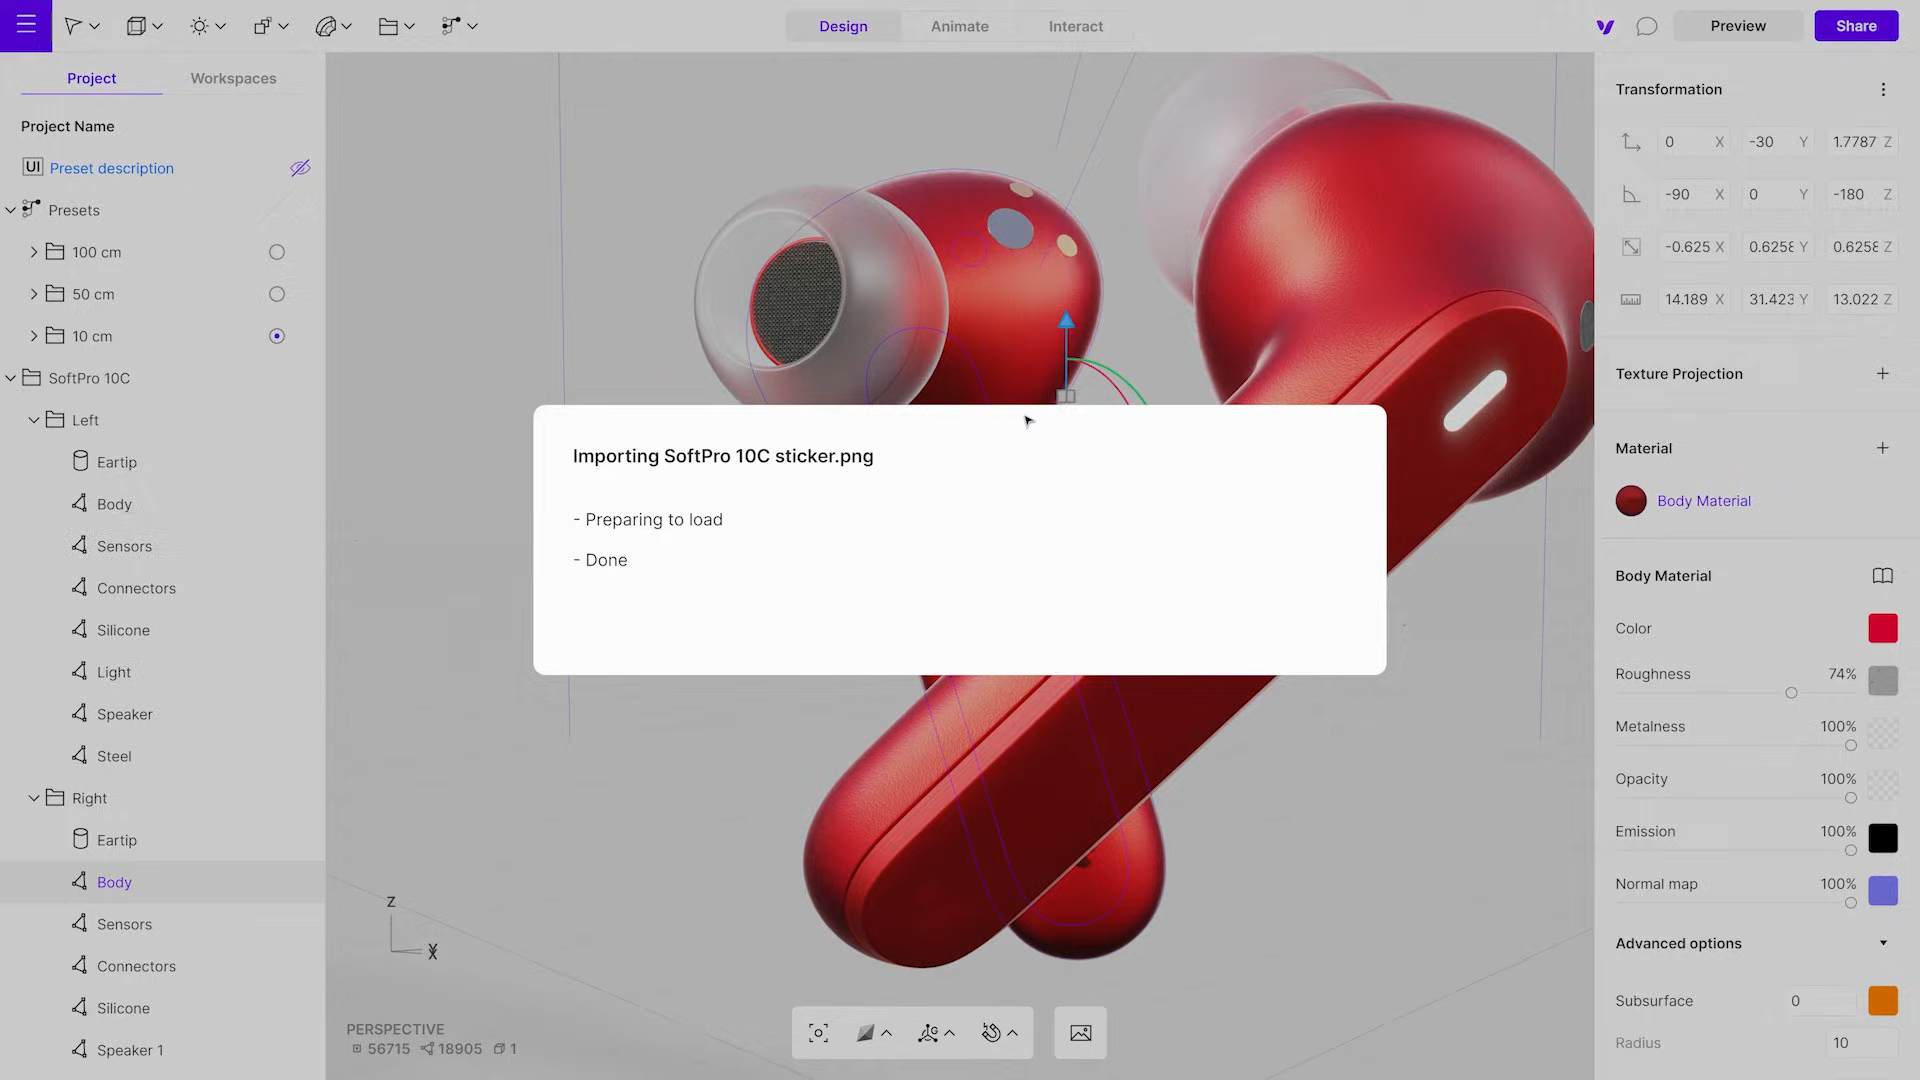 Design
Animate
Interact
Preview
Share
Project
Workspaces
Project Name
UI Preset description
Presets
100 cm
50 cm
10 cm
SoftPro 10C
Left
Eartip
Body
Sensors
Connectors
Silicone
Light
Speaker
Steel
Right
Eartip
Body
Sensors
Connectors
Silicone
Speaker 1
Importing SoftPro 10C sticker.png
- Preparing to load
- Done
Z
X
PERSPECTIVE
56715 18905 1
Transformation
0 X -30 Y 1.7787 Z
-90 X 0 Y -180 Z
-0.625 X 0.6258 Y 0.6258 Z
14.189 X 31.423 Y 13.022 Z
Texture Projection
Material
Body Material
Body Material
Color
Roughness 74%
Metalness 100%
Opacity 100%
Emission 100%
Normal map 100%
Advanced options
Subsurface 0
Radius 10